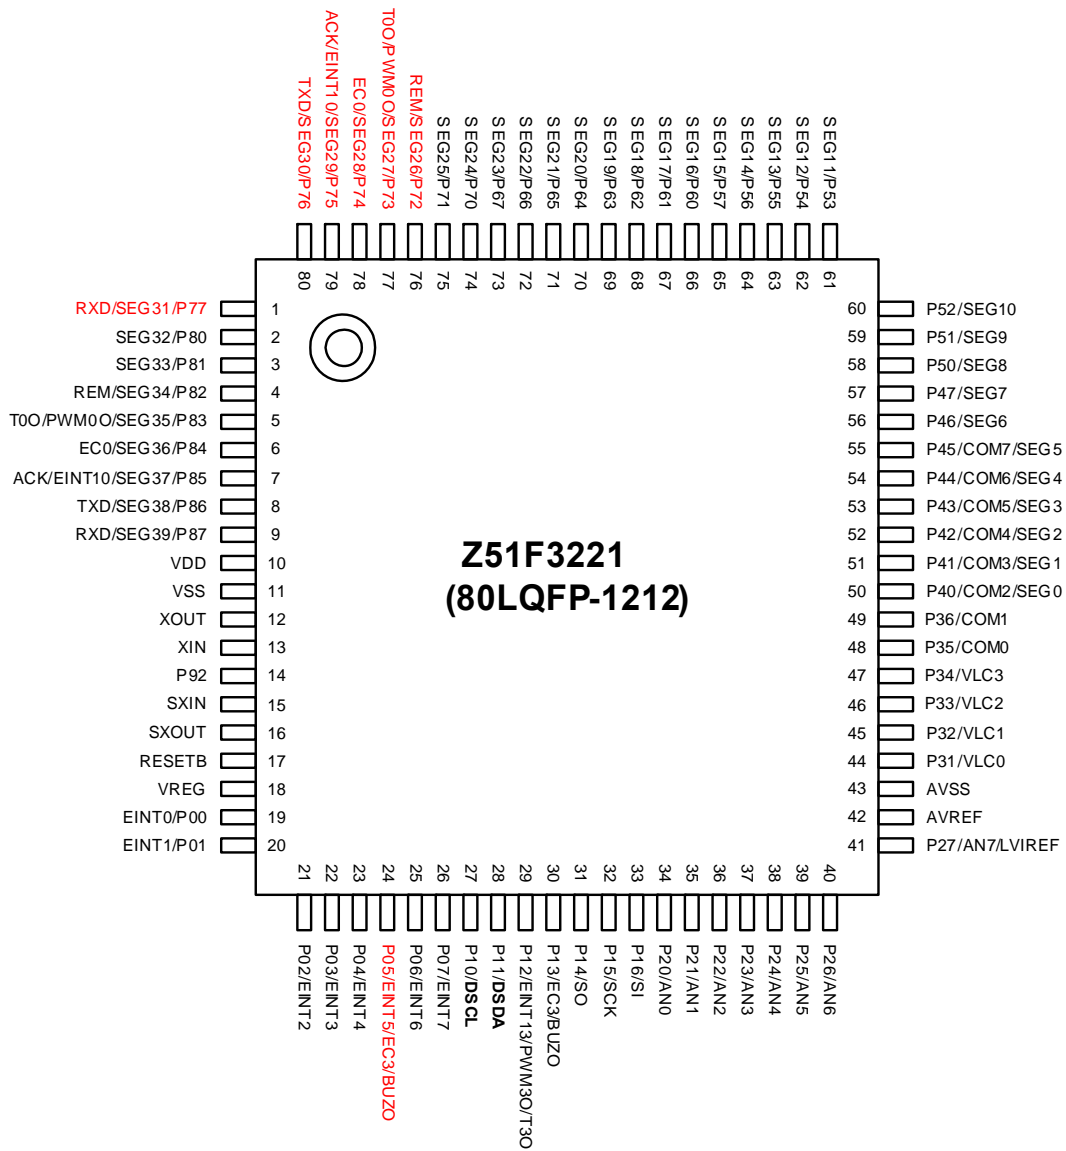 TXD/SEG30/P76
ACK/EINT10/SEG29/P75
EC0/SEG28/P74
T0O/PWM0O/SEG27/P73
REM/SEG26/P72
SEG25/P71
SEG24/P70
SEG23/P67
SEG22/P66
SEG21/P65
SEG20/P64
SEG19/P63
SEG18/P62
SEG17/P61
SEG16/P60
SEG15/P57
SEG14/P56
SEG13/P55
SEG12/P54
SEG11/P53
80
79
78
77
76
75
74
73
72
71
70
69
68
67
66
65
64
63
62
61
RXD/SEG31/P77 1
SEG32/P80 2
SEG33/P81 3
REM/SEG34/P82 4
T0O/PWM0O/SEG35/P83 5
EC0/SEG36/P84 6
ACK/EINT10/SEG37/P85 7
TXD/SEG38/P86 8
RXD/SEG39/P87 9
VDD 10
VSS 11
XOUT 12
XIN 13
P92 14
SXIN 15
SXOUT 16
RESETB 17
VREG 18
EINT0/P00 19
EINT1/P01 20
Z51F3221
(80LQFP-1212)
60 P52/SEG10
59 P51/SEG9
58 P50/SEG8
57 P47/SEG7
56 P46/SEG6
55 P45/COM7/SEG5
54 P44/COM6/SEG4
53 P43/COM5/SEG3
52 P42/COM4/SEG2
51 P41/COM3/SEG1
50 P40/COM2/SEG0
49 P36/COM1
48 P35/COM0
47 P34/VLC3
46 P33/VLC2
45 P32/VLC1
44 P31/VLC0
43 AVSS
42 AVREF
41 P27/AN7/LVIREF
21
22
23
24
25
26
27
28
29
30
31
32
33
34
35
36
37
38
39
40
P02/EINT2
P03/EINT3
P04/EINT4
P05/EINT5/EC3/BUZO
P06/EINT6
P07/EINT7
P10/DSCL
P11/DSDA
P12/EINT13/PWM3O/T3O
P13/EC3/BUZO
P14/SO
P15/SCK
P16/SI
P20/AN0
P21/AN1
P22/AN2
P23/AN3
P24/AN4
P25/AN5
P26/AN6